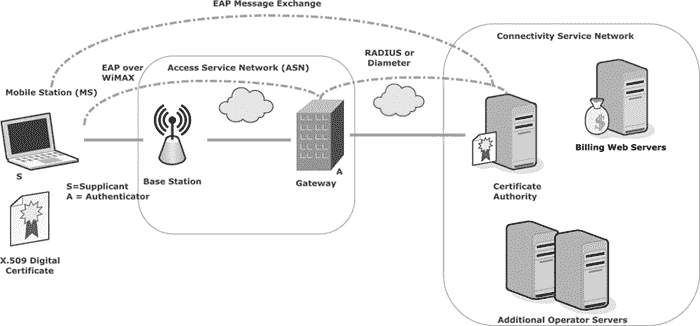 EAP Message Exchange
Connectivity Service Network
RADIUS or
Diameter
EAP over
WiMAX
Access Service Network (ASN)
Mobile Station (MS)
$
Billing Web Servers
S
Base Station
A
Gateway
S=Supplicant
A = Authenticator
Certificate
Authority
X.509 Digital
Certificate
Additional Operator Servers